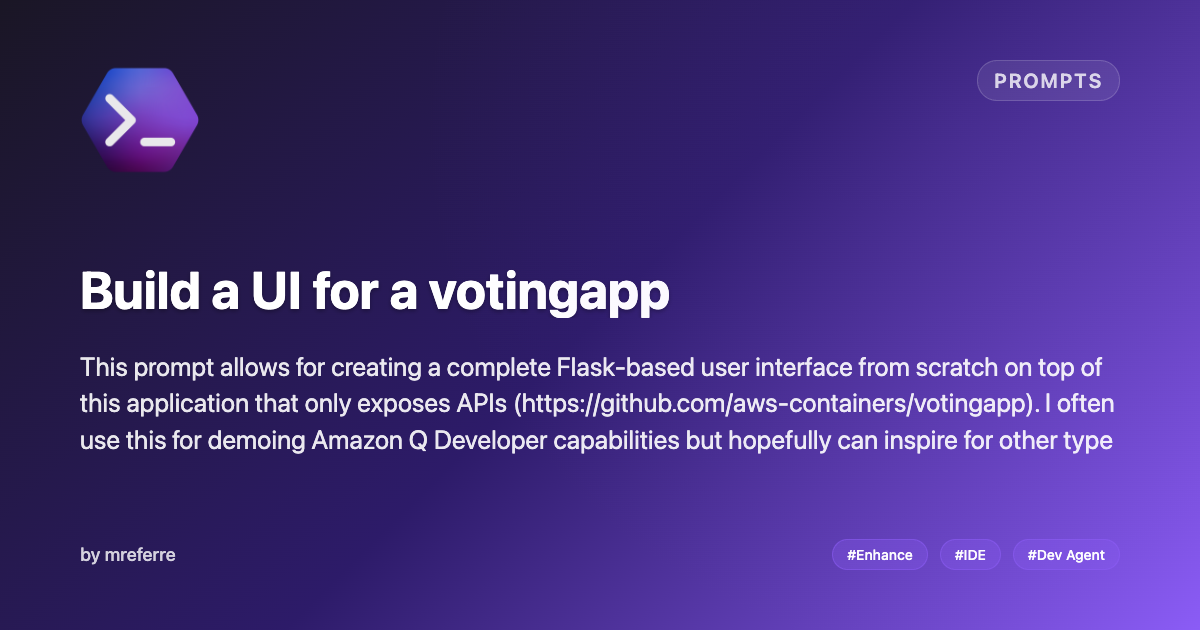 PROMPTS
Build a UI for a votingapp
This prompt allows for creating a complete Flask-based user interface from scratch on top of
this application that only exposes APIs (https://github.com/aws-containers/votingapp). I often
use this for demoing Amazon Q Developer capabilities but hopefully can inspire for other type
by mreferre
#Enhance
#IDE
#Dev Agent